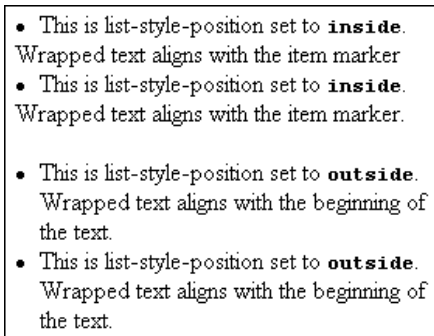 • This is list-style-position set to inside.
Wrapped text aligns with the item marker
• This is list-style-position set to inside.
Wrapped text aligns with the item marker.
• This is list-style-position set to outside.
Wrapped text aligns with the beginning of
the text.
• This is list-style-position set to outside.
Wrapped text aligns with the beginning of
the text.